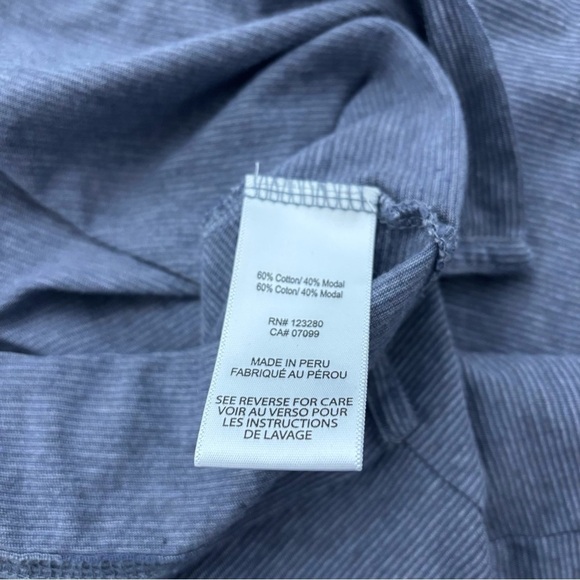 60% Cotton/ 40% Modal
60% Coton/ 40% Modal
RN# 123280
CA# 07099
MADE IN PERU
FABRIQUÉ AU PÉROU
SEE REVERSE FOR CARE
VOIR AU VERSO POUR
LES INSTRUCTIONS
DE LAVAGE